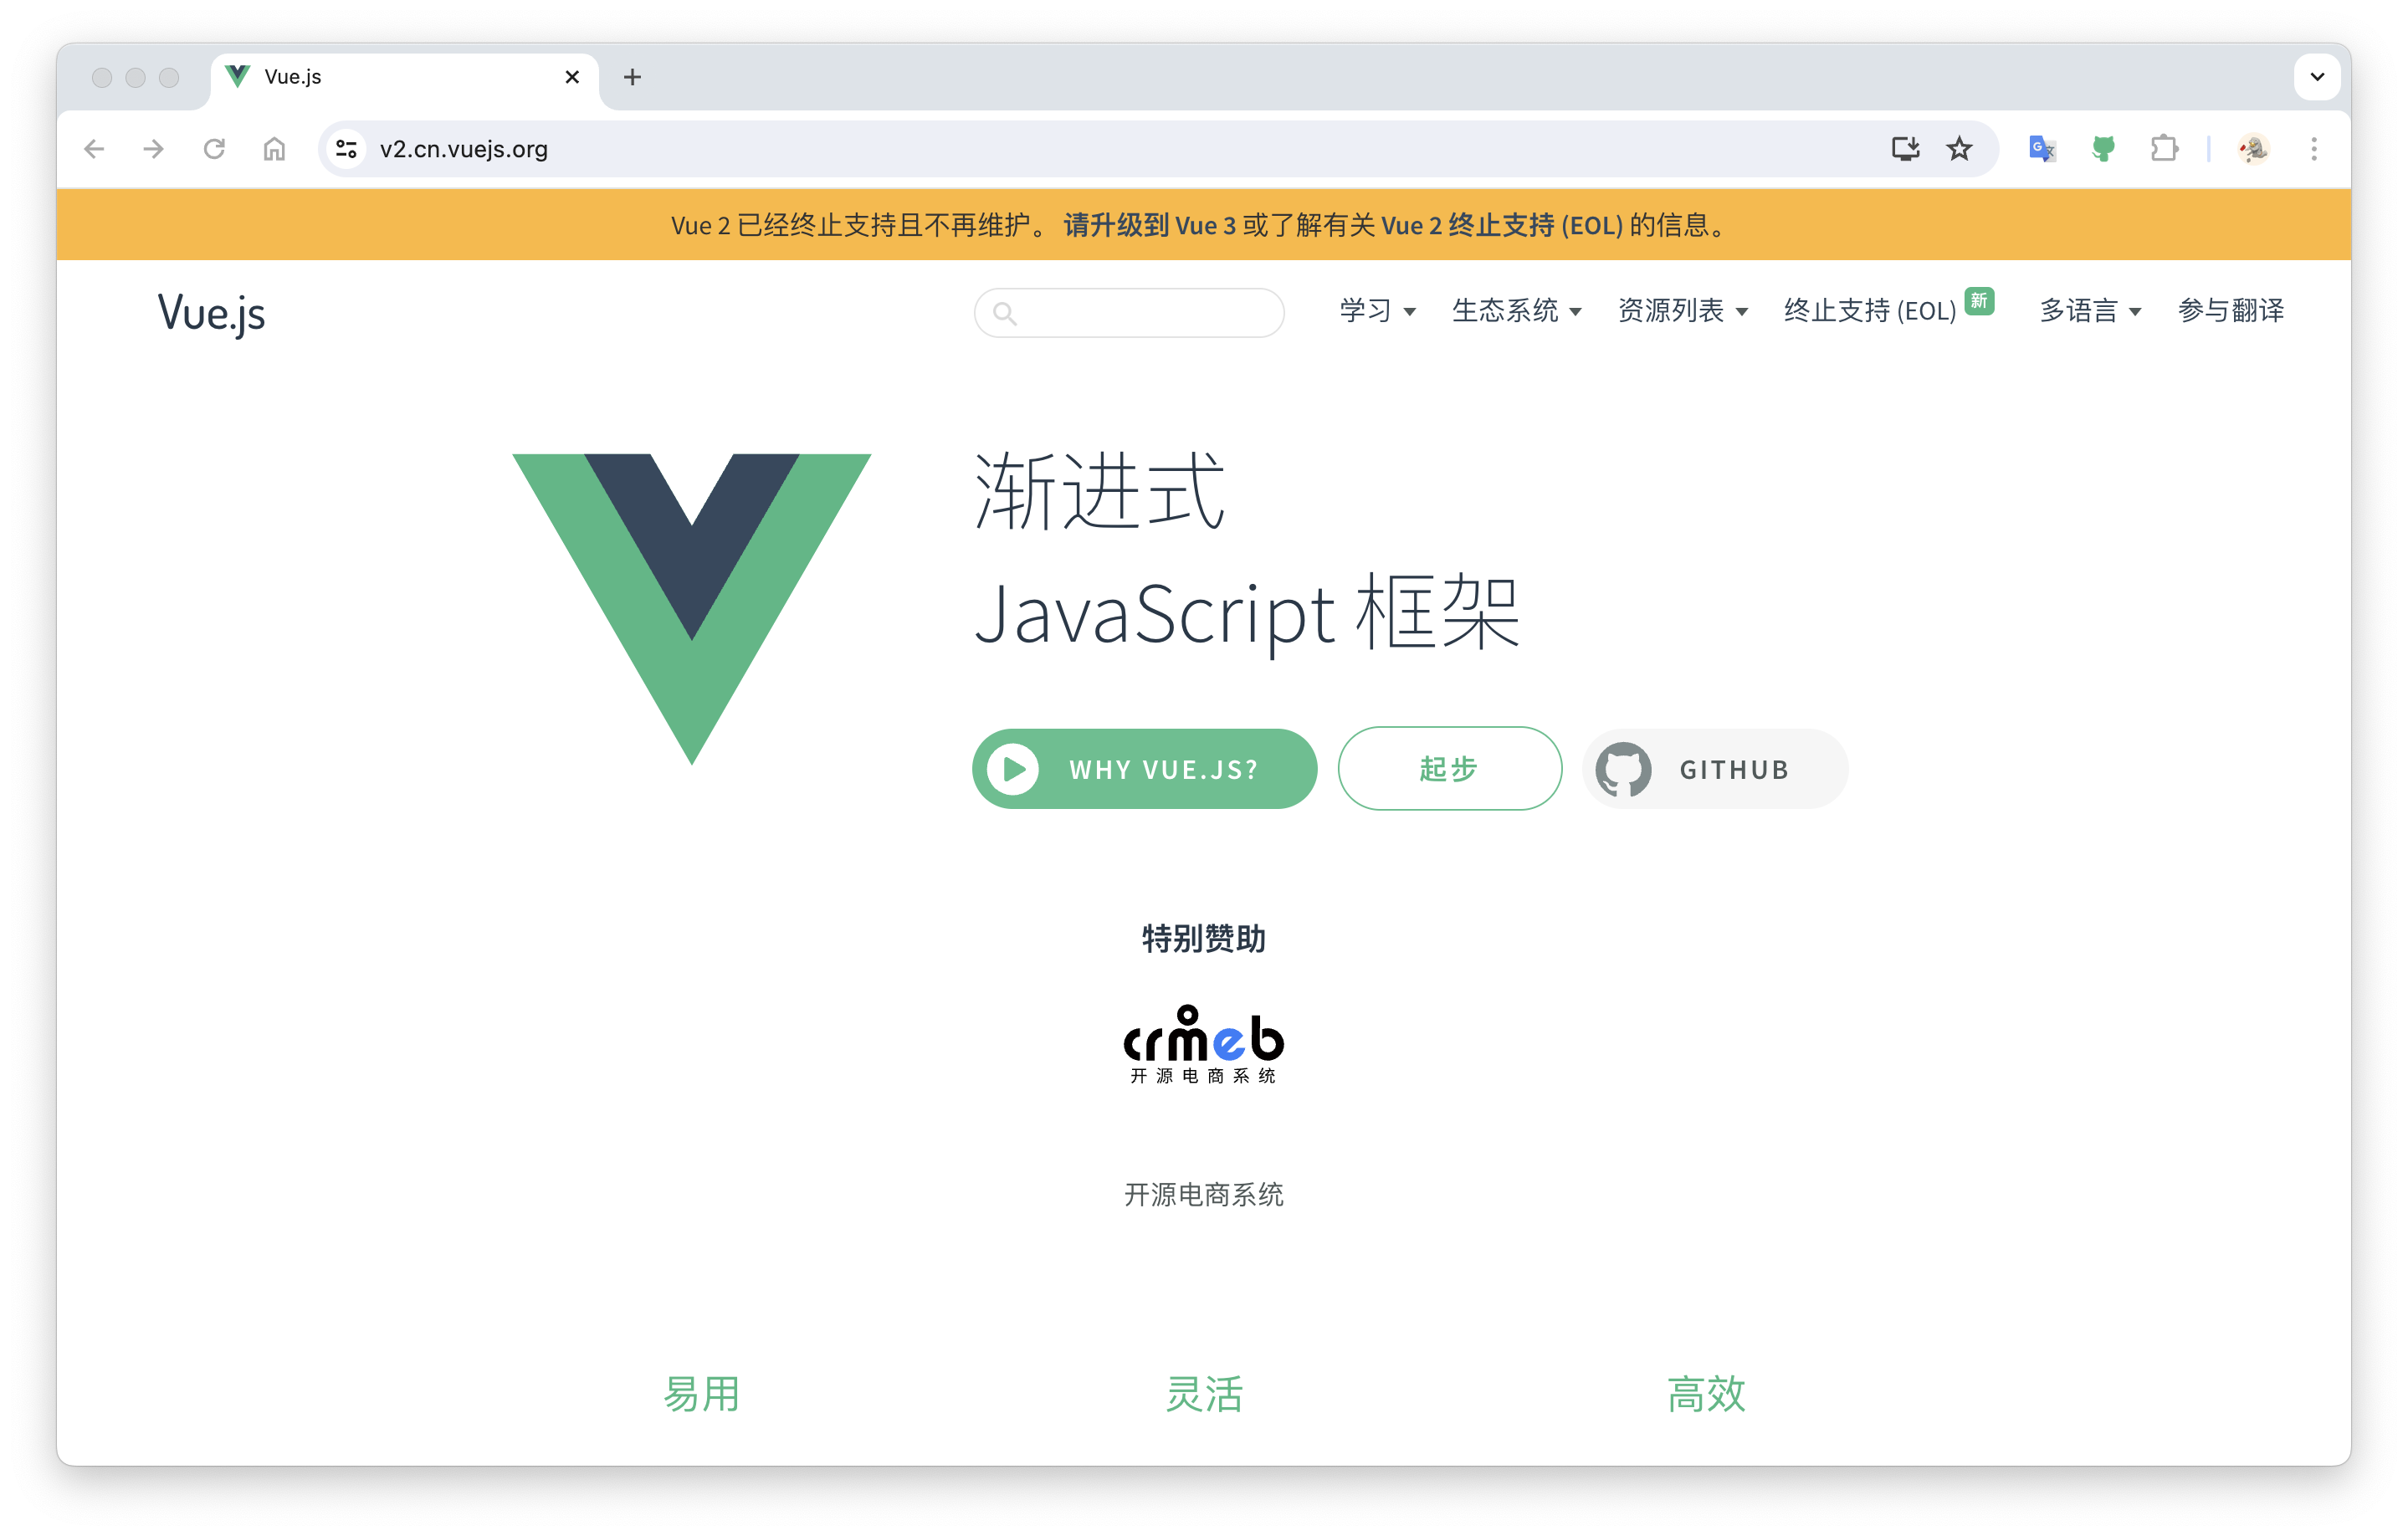 Vue.js
v2.cn.vuejs.org
Vue 2 已经终止支持且不再维护。 请升级到 Vue 3 或了解有关 Vue 2 终止支持 (EOL) 的信息。
Vue.js 学习 生态系统 资源列表 终止支持 (EOL) 新 多语言 参与翻译
渐进式
JavaScript 框架
WHY VUE.JS? 起步 GITHUB
特别赞助
crmeb
开源电商系统
开源电商系统
易用 灵活 高效